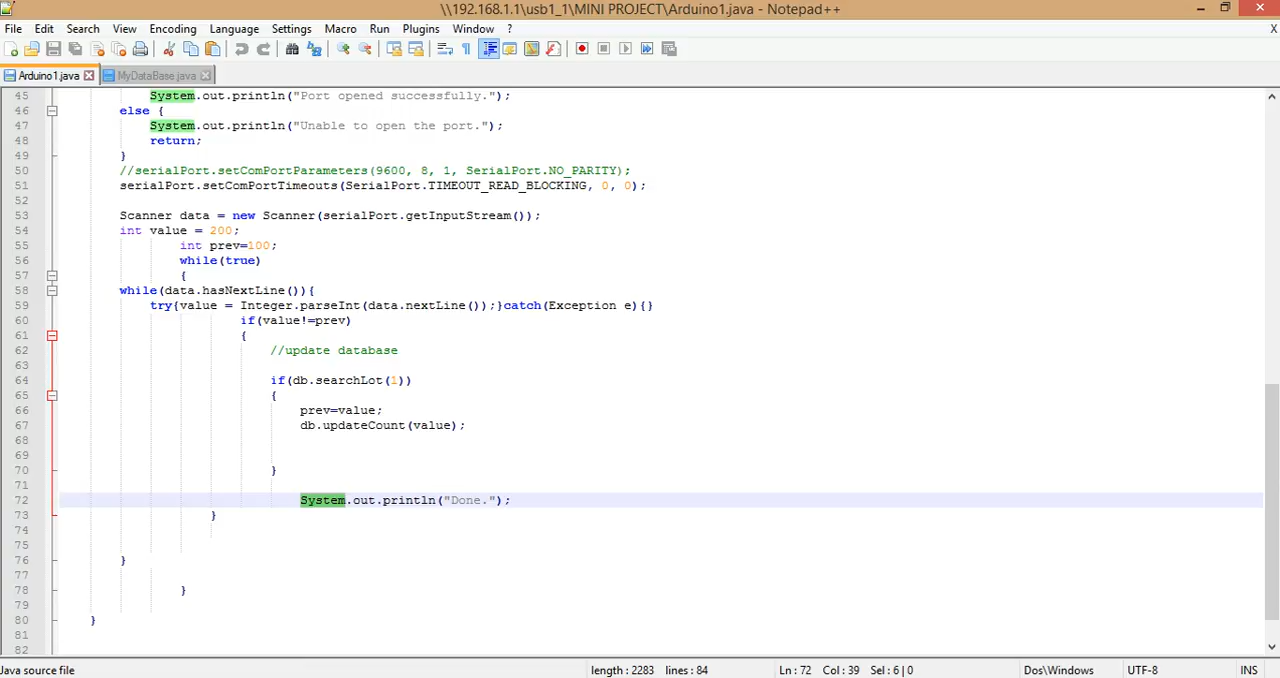 \\192.168.1.1\usb1_1\MINI PROJECT\Arduino1.java - Notepad++
File Edit Search View Encoding Language Settings Macro Run Plugins Window ? X
Arduino1.java MyDataBase.java
45 System.out.println("Port opened successfully.");
46 else {
47 System.out.println("Unable to open the port.");
48 return;
49 }
50 //serialPort.setComPortParameters(9600, 8, 1, SerialPort.NO_PARITY);
51 serialPort.setComPortTimeouts(SerialPort.TIMEOUT_READ_BLOCKING, 0, 0);
52
53 Scanner data = new Scanner(serialPort.getInputStream());
54 int value = 200;
55 int prev=100;
56 while(true)
57 {
58 while(data.hasNextLine()){
59 try{value = Integer.parseInt(data.nextLine());}catch(Exception e){}
60 if(value!=prev)
61 {
62 //update database
63
64 if(db.searchLot(1))
65 {
66 prev=value;
67 db.updateCount(value);
68
69
70 }
71
72 System.out.println("Done.");
73 }
74
75
76 }
77
78 }
79
80 }
81
82
Java source file length : 2283 lines : 84 Ln : 72 Col : 39 Sel : 6 | 0 Dos\Windows UTF-8 INS